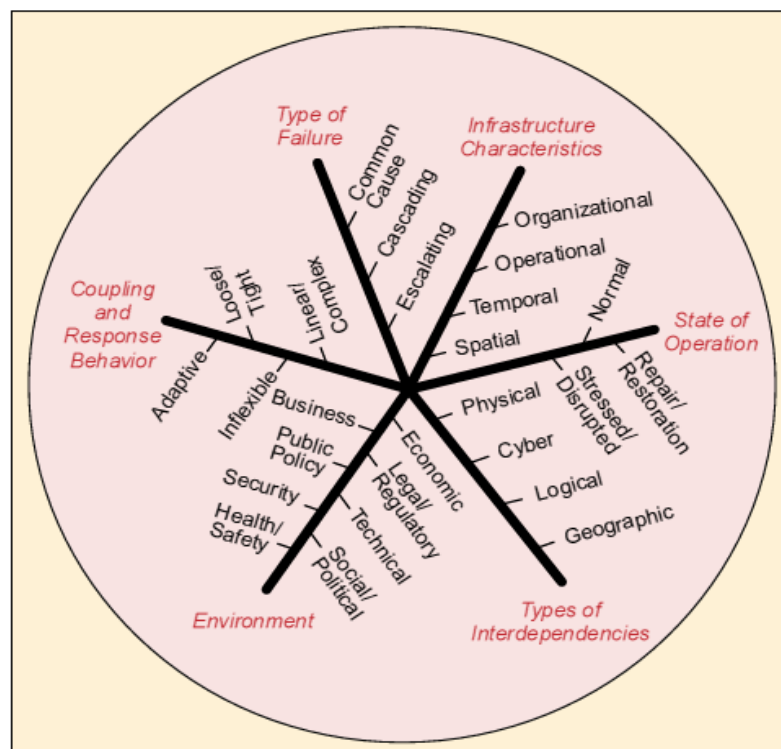 Type of
Failure
Common
Cause
Cascading
Escalating
Infrastructure
Characteristics
Organizational
Operational
Temporal
Spatial
State of
Operation
Normal
Stressed/
Disrupted
Repair/
Restoration
Types of
Interdependencies
Physical
Cyber
Logical
Geographic
Environment
Economic
Legal/
Regulatory
Technical
Social/
Political
Business
Public
Policy
Security
Health/
Safety
Coupling
and
Response
Behavior
Adaptive
Loose/
Tight
Inflexible
Linear/
Complex